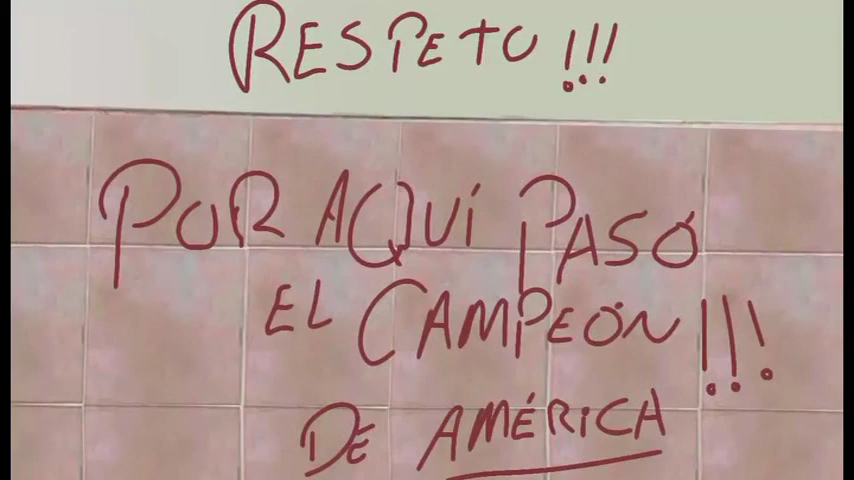 RESPETO!!!
POR AQUÍ PASÓ
EL CAMPEÓN!!!
DE AMÉRICA